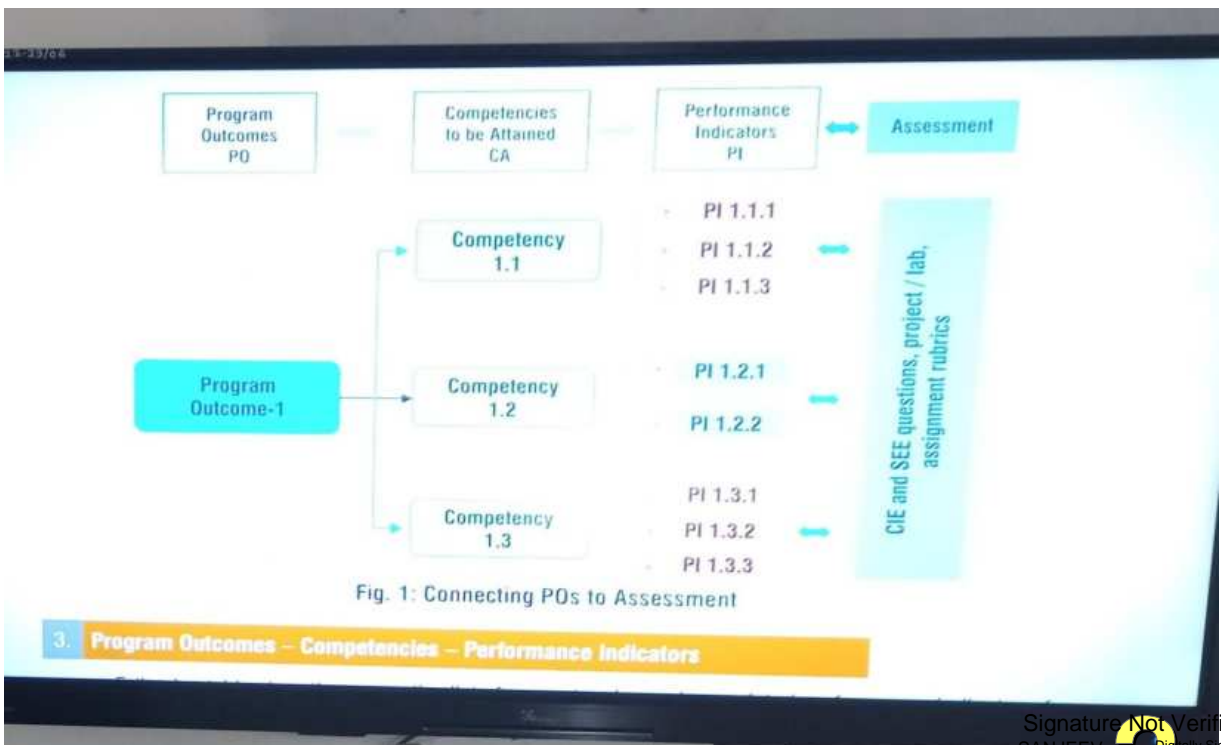 Program
Outcomes
PO
Competencies
to be Attained
CA
Performance
Indicators
PI
Assessment
Program
Outcome-1
Competency
1.1
PI 1.1.1
PI 1.1.2
PI 1.1.3
Competency
1.2
PI 1.2.1
PI 1.2.2
Competency
1.3
PI 1.3.1
PI 1.3.2
PI 1.3.3
CIE and SEE questions, project / lab,
assignment rubrics
Fig. 1: Connecting POs to Assessment
3. Program Outcomes – Competencies – Performance Indicators
Signature Not